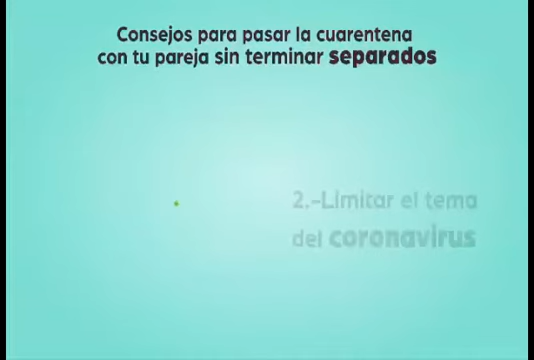 Consejos para pasar la cuarentena
con tu pareja sin terminar separados
2.-Limitar el tema
del coronavirus